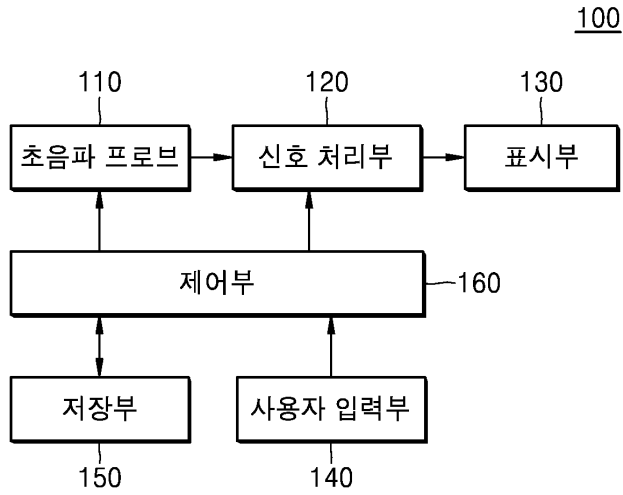 100
110
120
130
초음파 프로브
신호 처리부
표시부
제어부
160
저장부
사용자 입력부
150
140